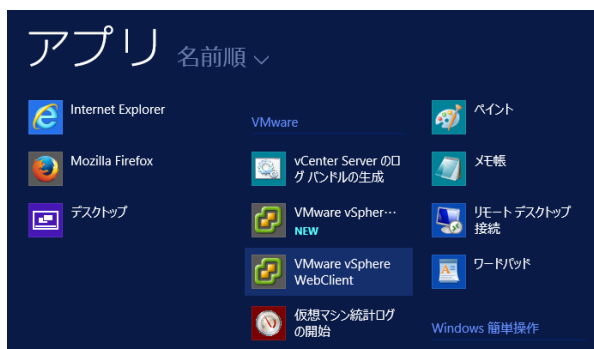 アプリ 名前順
Internet Explorer
Mozilla Firefox
デスクトップ
VMware
vCenter Server のロ
グ バンドルの生成
VMware vSpher…
NEW
VMware vSphere
WebClient
仮想マシン統計ログ
の開始
ペイント
メモ帳
リモート デスクトップ
接続
ワードパッド
Windows 簡単操作